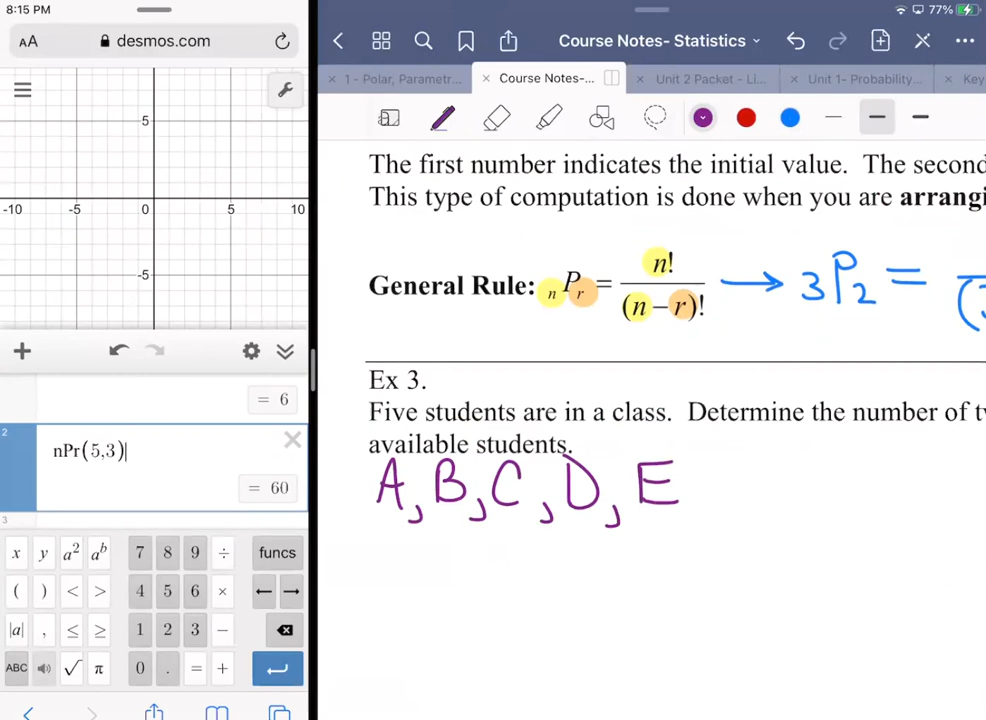 8:15 PM
77%
AA desmos.com
Course Notes- Statistics
1 - Polar, Parametr...
Course Notes-...
Unit 2 Packet - Li...
Unit 1- Probability...
Key
5
-10 -5 0 5 10
-5
= 6
2
nPr(5,3)
= 60
3
x y a² aᵇ 7 8 9 ÷ funcs
( ) < > 4 5 6 × ← →
|a| , ≤ ≥ 1 2 3 −
ABC √ π 0 . = +
The first number indicates the initial value. The second
This type of computation is done when you are arrangi
General Rule: nPr = n! / (n − r)! → 3P2 =
Ex 3.
Five students are in a class. Determine the number of
available students.
A, B, C, D, E